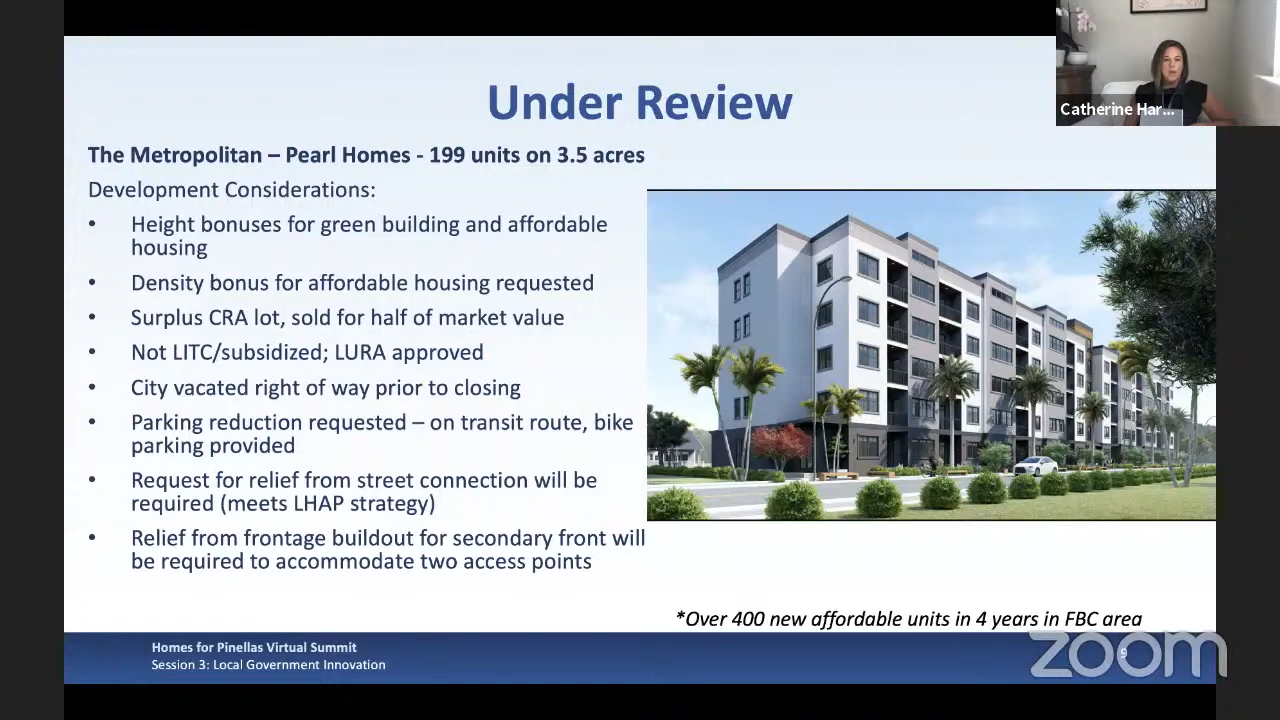 Under Review
Catherine Har...
The Metropolitan – Pearl Homes - 199 units on 3.5 acres
Development Considerations:
• Height bonuses for green building and affordable
housing
• Density bonus for affordable housing requested
• Surplus CRA lot, sold for half of market value
• Not LITC/subsidized; LURA approved
• City vacated right of way prior to closing
• Parking reduction requested – on transit route, bike
parking provided
• Request for relief from street connection will be
required (meets LHAP strategy)
• Relief from frontage buildout for secondary front will
be required to accommodate two access points
*Over 400 new affordable units in 4 years in FBC area
Homes for Pinellas Virtual Summit
Session 3: Local Government Innovation
9
zoom